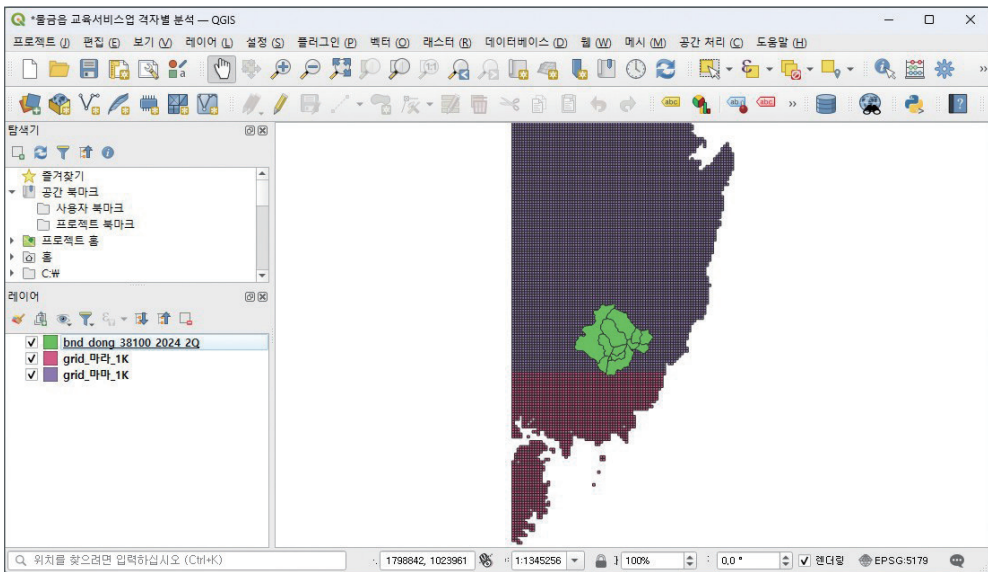 *물금읍 교육서비스업 격자별 분석 — QGIS
프로젝트 (J) 편집 (E) 보기 (V) 레이어 (L) 설정 (S) 플러그인 (P) 벡터 (O) 래스터 (R) 데이터베이스 (D) 웹 (W) 메시 (M) 공간 처리 (C) 도움말 (H)
abc abc abc
탐색기
즐겨찾기
공간 북마크
사용자 북마크
프로젝트 북마크
프로젝트 홈
홈
C:₩
레이어
bnd_dong_38100_2024_2Q
grid_마라_1K
grid_마마_1K
위치를 찾으려면 입력하십시오 (Ctrl+K) 1798842, 1023961 1:1345256 100% 0,0 ° 렌더링 EPSG:5179